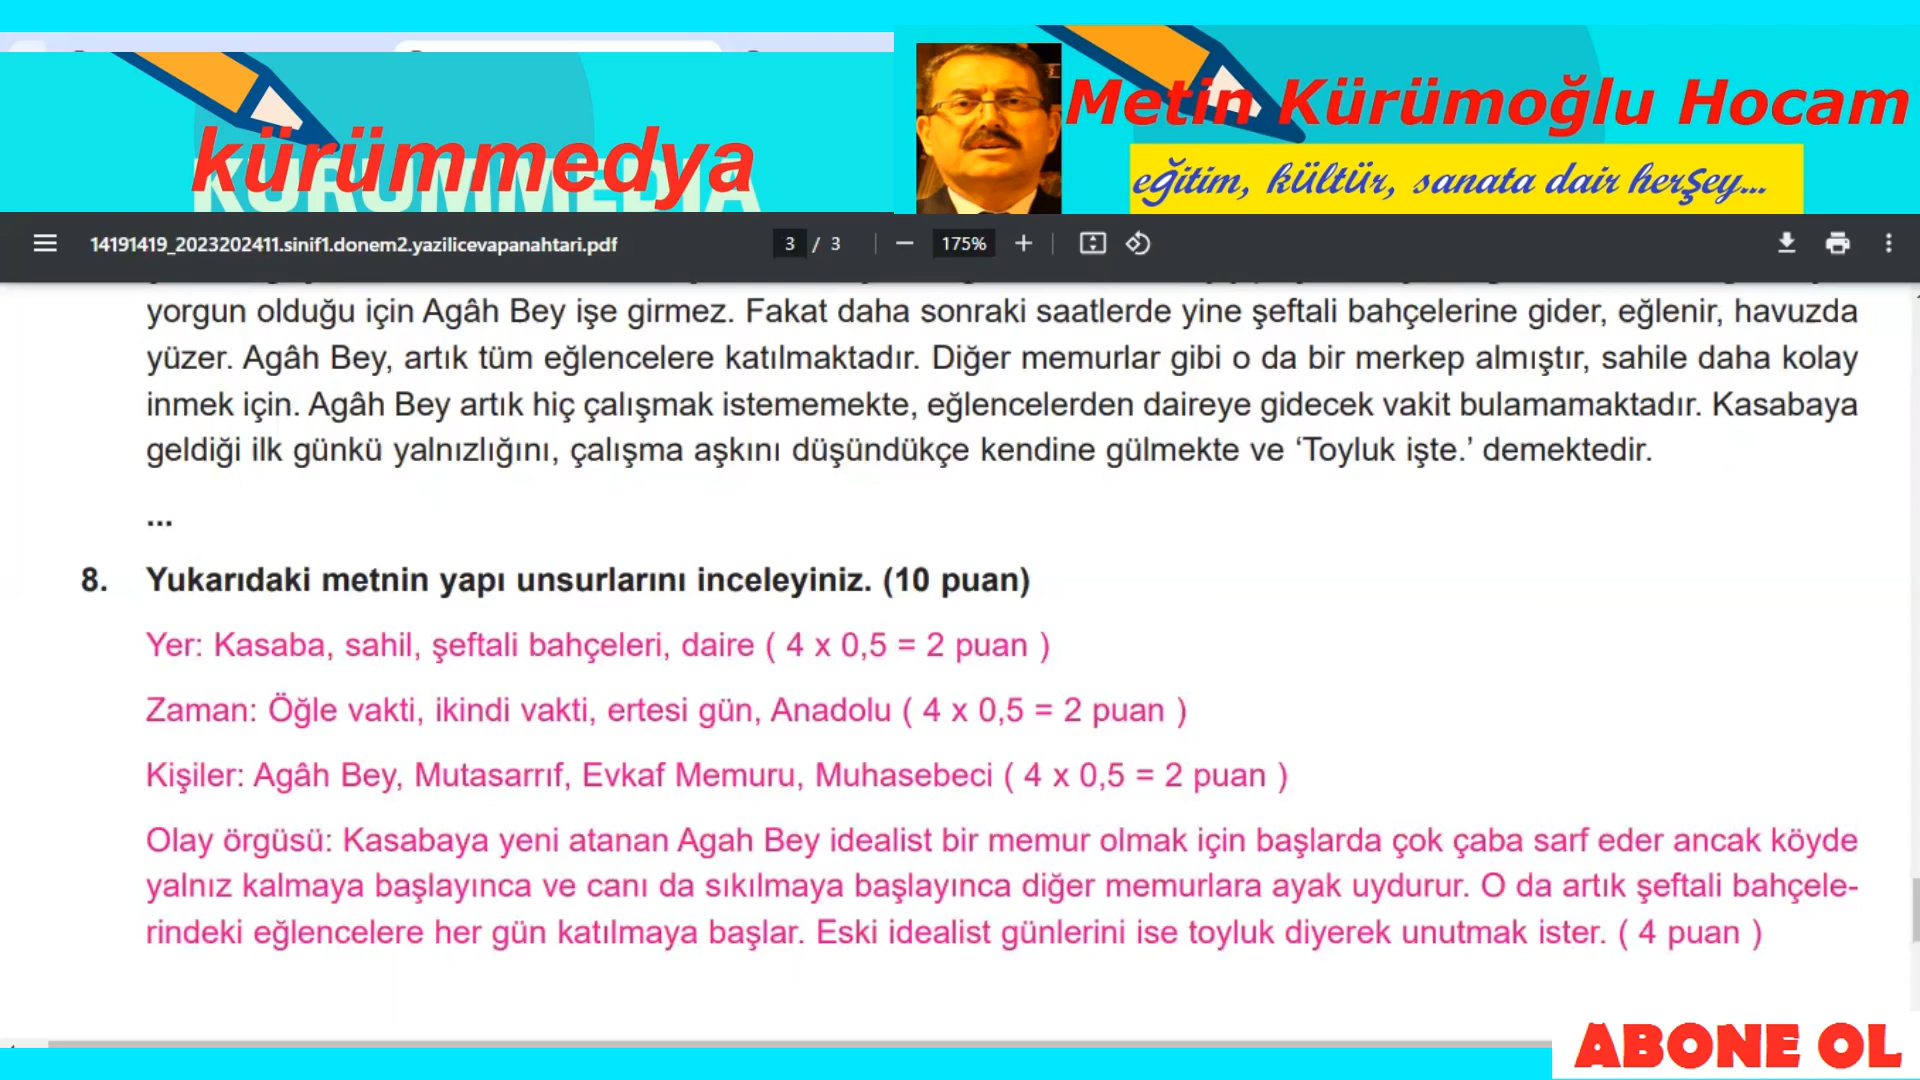 kürümmedya
KURUMMEDIA
Metin Kürümoğlu Hocam
eğitim, kültür, sanata dair herşey...
14191419_2023202411.sinif1.donem2.yazilicevapanahtari.pdf 3 / 3 175%
yorgun olduğu için Agâh Bey işe girmez. Fakat daha sonraki saatlerde yine şeftali bahçelerine gider, eğlenir, havuzda
yüzer. Agâh Bey, artık tüm eğlencelere katılmaktadır. Diğer memurlar gibi o da bir merkep almıştır, sahile daha kolay
inmek için. Agâh Bey artık hiç çalışmak istememekte, eğlencelerden daireye gidecek vakit bulamamaktadır. Kasabaya
geldiği ilk günkü yalnızlığını, çalışma aşkını düşündükçe kendine gülmekte ve ‘Toyluk işte.’ demektedir.
...
8. Yukarıdaki metnin yapı unsurlarını inceleyiniz. (10 puan)
Yer: Kasaba, sahil, şeftali bahçeleri, daire ( 4 x 0,5 = 2 puan )
Zaman: Öğle vakti, ikindi vakti, ertesi gün, Anadolu ( 4 x 0,5 = 2 puan )
Kişiler: Agâh Bey, Mutasarrıf, Evkaf Memuru, Muhasebeci ( 4 x 0,5 = 2 puan )
Olay örgüsü: Kasabaya yeni atanan Agah Bey idealist bir memur olmak için başlarda çok çaba sarf eder ancak köyde
yalnız kalmaya başlayınca ve canı da sıkılmaya başlayınca diğer memurlara ayak uydurur. O da artık şeftali bahçele-
rindeki eğlencelere her gün katılmaya başlar. Eski idealist günlerini ise toyluk diyerek unutmak ister. ( 4 puan )
ABONE OL